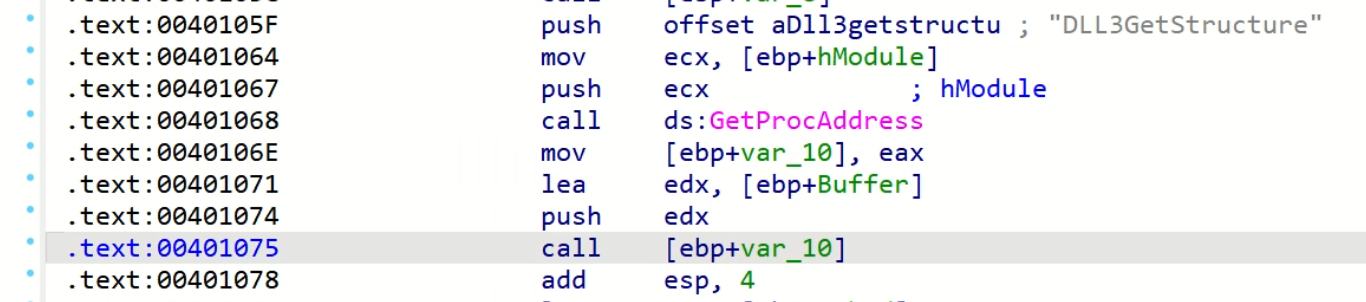 .text:0040105F push offset aDll3getstructu ; "DLL3GetStructure"
.text:00401064 mov ecx, [ebp+hModule]
.text:00401067 push ecx ; hModule
.text:00401068 call ds:GetProcAddress
.text:0040106E mov [ebp+var_10], eax
.text:00401071 lea edx, [ebp+Buffer]
.text:00401074 push edx
.text:00401075 call [ebp+var_10]
.text:00401078 add esp, 4